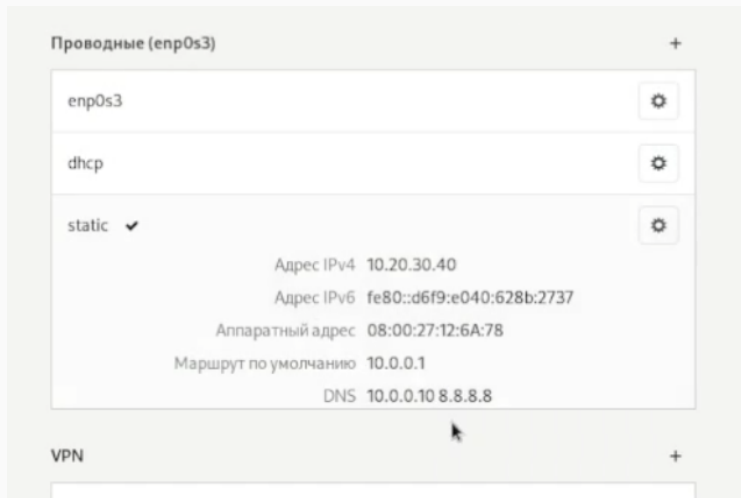 Проводные (enp0s3) +
enp0s3
dhcp
static ✔
Адрес IPv4 10.20.30.40
Адрес IPv6 fe80::d6f9:e040:628b:2737
Аппаратный адрес 08:00:27:12:6A:78
Маршрут по умолчанию 10.0.0.1
DNS 10.0.0.10 8.8.8.8
VPN +